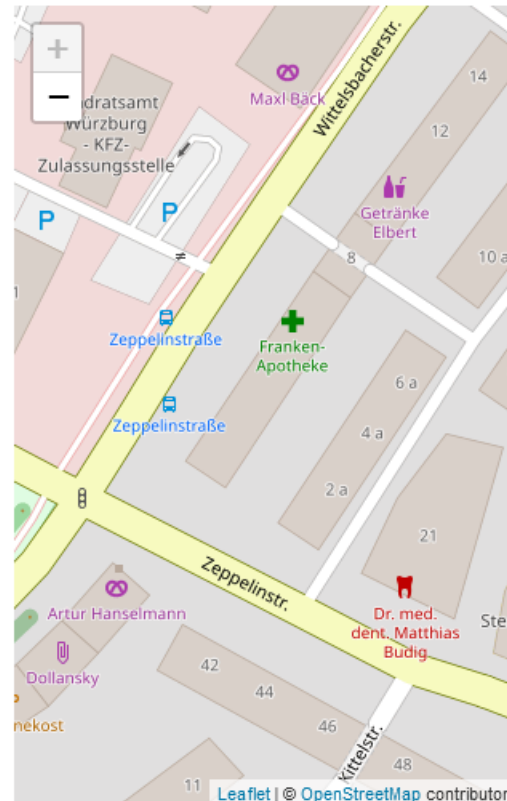 +
−
14
Maxl Bäck
Wittelsbacherstr.
ndratsamt
Würzburg
- KFZ-
Zulassungsstelle
12
Getränke
Elbert
P
P
8
10 a
1
Zeppelinstraße
Franken-
Apotheke
6 a
Zeppelinstraße
4 a
2 a
21
Zeppelinstr.
Artur Hanselmann
Dr. med.
dent. Matthias
Budig
Ste
Dollansky
42
44
nekost
46
Kittelstr.
48
11
Leaflet | © OpenStreetMap contributor